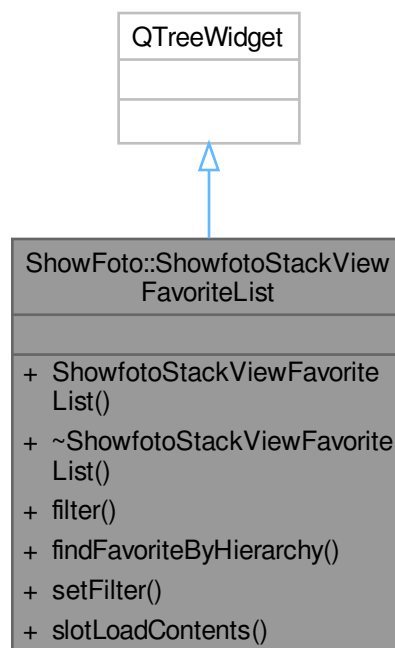 QTreeWidget
ShowFoto::ShowfotoStackView
FavoriteList
+ ShowfotoStackViewFavorite
List()
+ ~ShowfotoStackViewFavorite
List()
+ filter()
+ findFavoriteByHierarchy()
+ setFilter()
+ slotLoadContents()